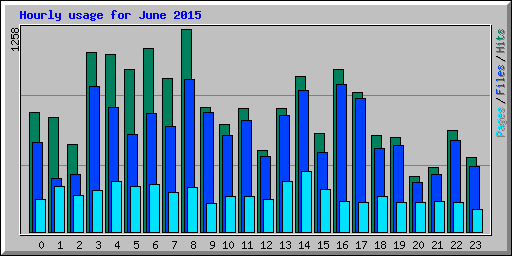 Hourly usage for June 2015
1258
Pages/Files/Hits
0 1 2 3 4 5 6 7 8 9 10 11 12 13 14 15 16 17 18 19 20 21 22 23